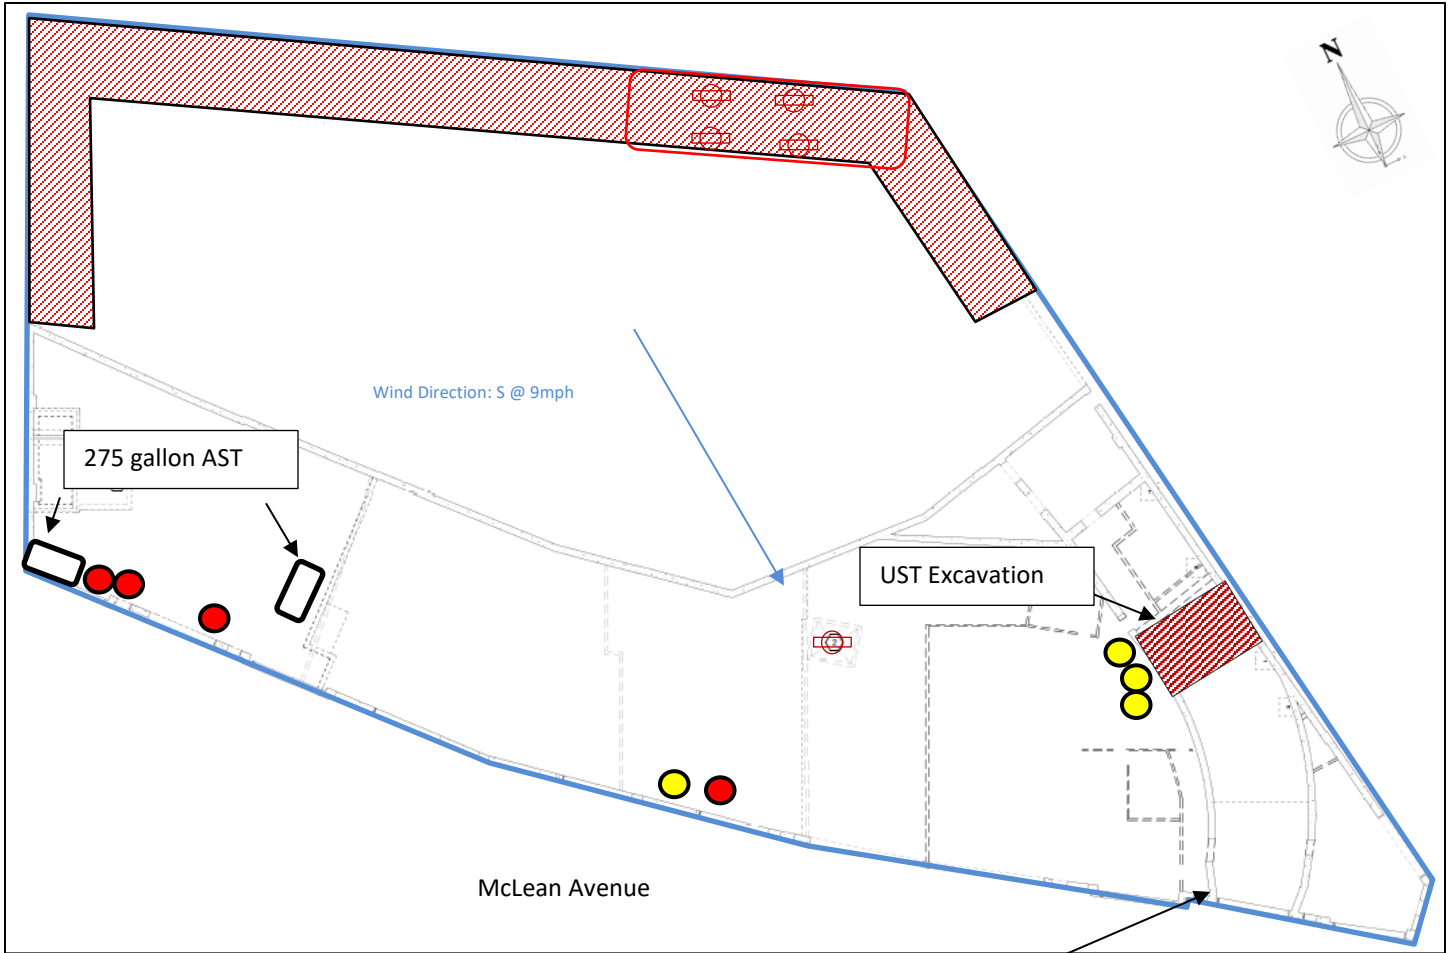 N
Wind Direction: S @ 9mph
275 gallon AST
UST Excavation
McLean Avenue